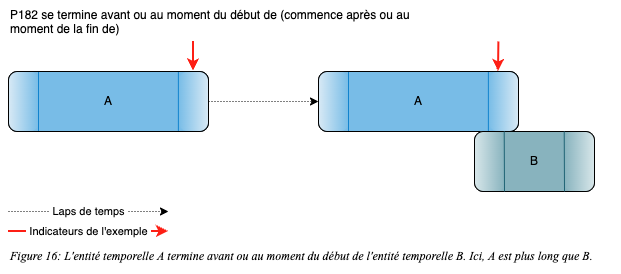 P182 se termine avant ou au moment du début de (commence après ou au
moment de la fin de)
A
A
B
Laps de temps
Indicateurs de l'exemple
Figure 16: L'entité temporelle A termine avant ou au moment du début de l'entité temporelle B. Ici, A est plus long que B.